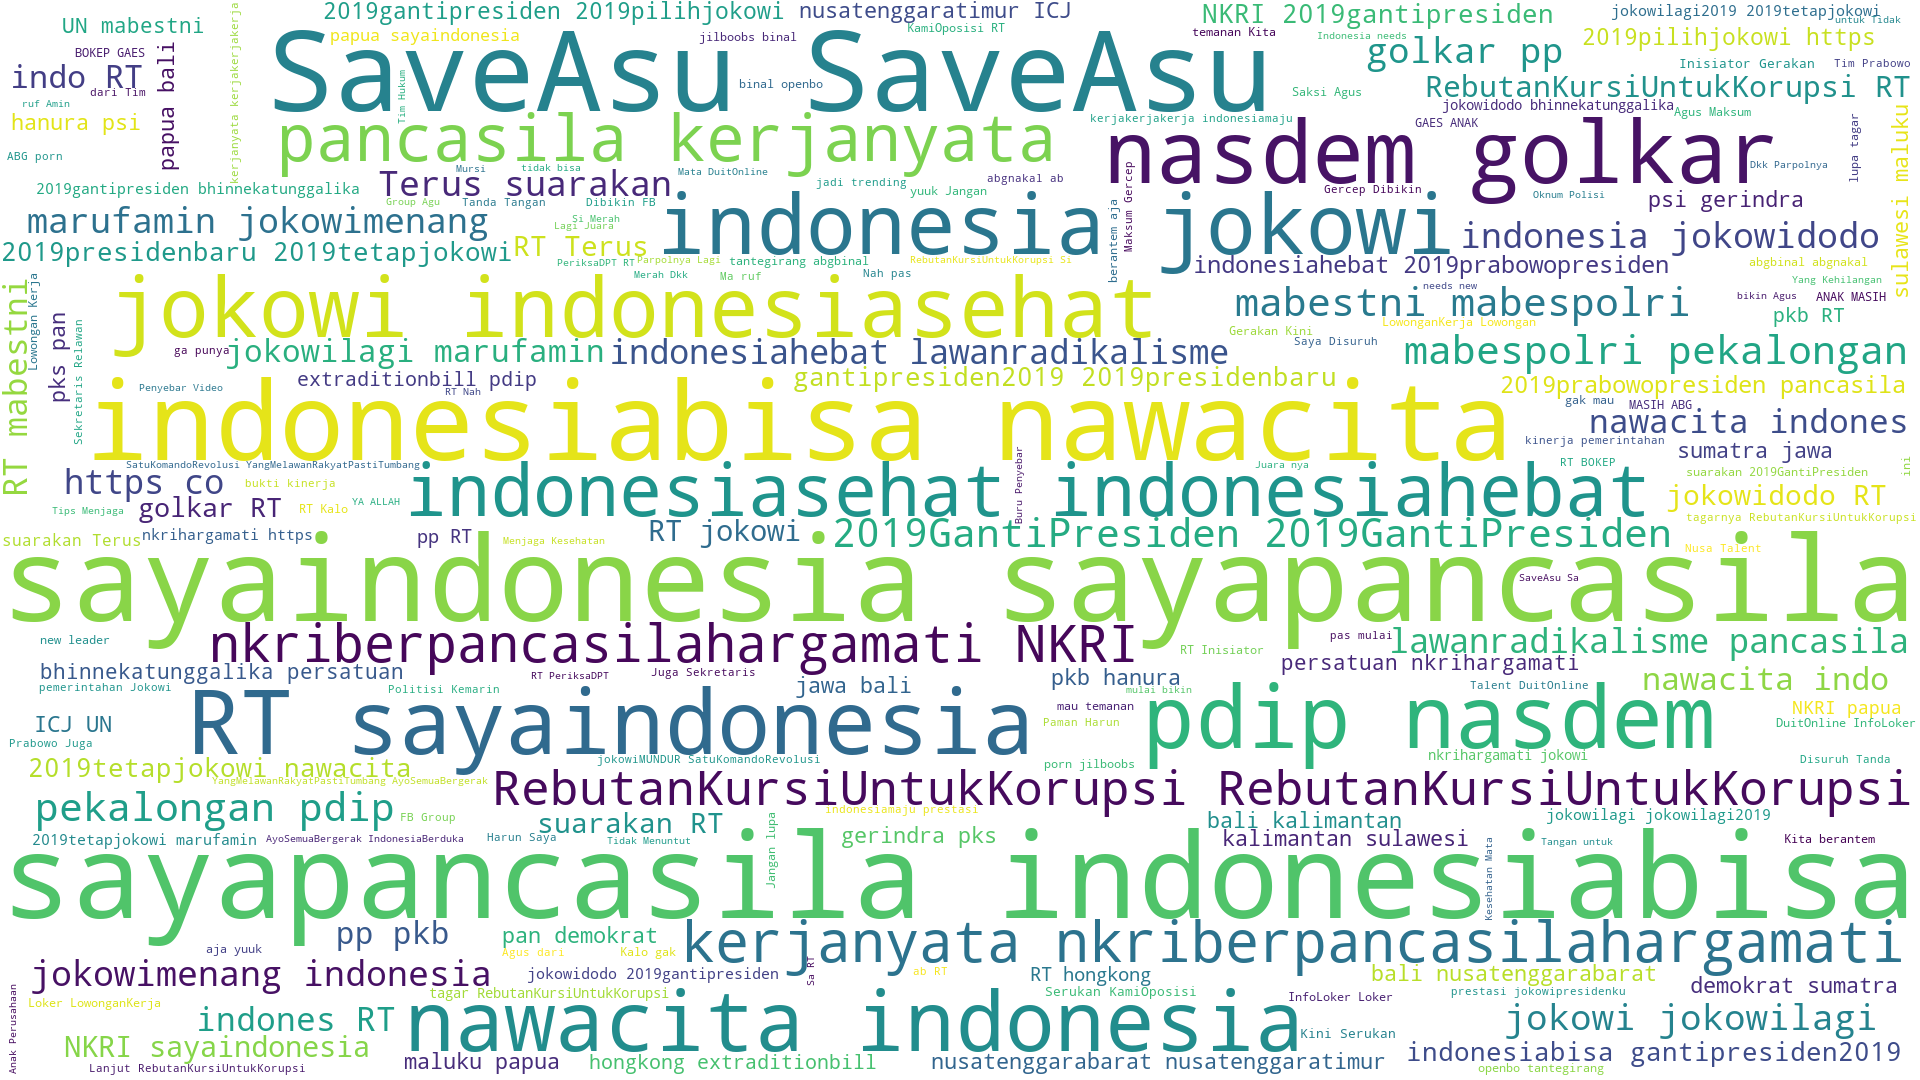 2019gantipresiden 2019pilihjokowi
nusatenggaratimur ICJ
NKRI 2019gantipresiden
jokowilagi2019 2019tetapjokowi
untuk Tidak
UN mabestni
papua sayaindonesia
jilboobs binal
KamiOposisi RT
temanan Kita
Indonesia needs
2019pilihjokowi https
BOKEP GAES
kerjanyata kerjakerjakerja
SaveAsu SaveAsu
golkar pp
Inisiator Gerakan
Tim Prabowo
indo RT
papua bali
dari Tim
Tim Hukum
binal openbo
Saksi Agus
RebutanKursiUntukKorupsi RT
ruf Amin
jokowidodo bhinnekatunggalika
Agus Maksum
hanura psi
pancasila kerjanyata
kerjakerjakerja indonesiamaju
nasdem golkar
GAES ANAK
lupa tagar
sulawesi maluku
ABG porn
Mursi
tidak bisa
Mata DuitOnline
Dkk Parpolnya
2019gantipresiden bhinnekatunggalika
Terus suarakan
jadi trending
abgnakal ab
yuuk Jangan
Maksum Gercep
Gercep Dibikin
Oknum Polisi
psi gerindra
Group Agu
Tanda Tangan
Dibikin FB
marufamin jokowimenang
Si Merah
Lagi Juara
indonesia jokowi
berantem aja
indonesia jokowidodo
2019presidenbaru 2019tetapjokowi
RT Terus
PeriksaDPT RT
Parpolnya Lagi
tantegirang abgbinal
RebutanKursiUntukKorupsi Si
indonesiahebat 2019prabowopresiden
abgbinal abgnakal
Merah Dkk
Ma ruf
Nah pas
needs new
Yang Kehilangan
RT mabestni
Lowongan Kerja
jokowi indonesiasehat
mabestni mabespolri
bikin Agus
ANAK MASIH
pks pan
Sekretaris Relawan
Gerakan Kini
LowonganKerja Lowongan
pkb RT
ga punya
jokowilagi marufamin
indonesiahebat lawanradikalisme
Saya Disuruh
mabespolri pekalongan
Penyebar Video
extraditionbill pdip
RT Nah
gantipresiden2019 2019presidenbaru
2019prabowopresiden pancasila
indonesiabisa nawacita
gak mau
MASIH ABG
nawacita indones
kinerja pemerintahan
sumatra jawa
SatuKomandoRevolusi YangMelawanRakyatPastiTumbang
https co
bukti kinerja
indonesiasehat indonesiahebat
Buru Penyebar
Juara nya
RT BOKEP
suarakan 2019GantiPresiden
ini
Tips Menjaga
golkar RT
RT Kalo
YA ALLAH
jokowidodo RT
tagarnya RebutanKursiUntukKorupsi
suarakan Terus
nkrihargamati https
pp RT
Menjaga Kesehatan
RT jokowi
2019GantiPresiden 2019GantiPresiden
Nusa Talent
sayaindonesia sayapancasila
SaveAsu Sa
new leader
nkriberpancasilahargamati NKRI
RT Inisiator
pas mulai
lawanradikalisme pancasila
bhinnekatunggalika persatuan
RT PeriksaDPT
Juga Sekretaris
persatuan nkrihargamati
pemerintahan Jokowi
Politisi Kemarin
jawa bali
pkb hanura
mulai bikin
Talent DuitOnline
nawacita indo
RT sayaindonesia
pdip nasdem
ICJ UN
mau temanan
Paman Harun
NKRI papua
DuitOnline InfoLoker
Prabowo Juga
jokowiMUNDUR SatuKomandoRevolusi
porn jilboobs
nkrihargamati jokowi
Disuruh Tanda
2019tetapjokowi nawacita
YangMelawanRakyatPastiTumbang AyoSemuaBergerak
RebutanKursiUntukKorupsi RebutanKursiUntukKorupsi
pekalongan pdip
FB Group
suarakan RT
indonesiamaju prestasi
bali kalimantan
jokowilagi jokowilagi2019
2019tetapjokowi marufamin
AyoSemuaBergerak IndonesiaBerduka
Harun Saya
Tidak Menuntut
Jangan lupa
gerindra pks
kalimantan sulawesi
Kesehatan Mata
Tangan untuk
Kita berantem
sayapancasila indonesiabisa
pp pkb
pan demokrat
kerjanyata nkriberpancasilahargamati
aja yuuk
Agus dari
Kalo gak
jokowimenang indonesia
jokowidodo 2019gantipresiden
Sa RT
ab RT
RT hongkong
bali nusatenggarabarat
demokrat sumatra
Anak Perusahaan
Loker LowonganKerja
tagar RebutanKursiUntukKorupsi
Serukan KamiOposisi
InfoLoker Loker
prestasi jokowipresidenku
indones RT
nawacita indonesia
Kini Serukan
jokowi jokowilagi
NKRI sayaindonesia
indonesiabisa gantipresiden2019
Lanjut RebutanKursiUntukKorupsi
maluku papua
hongkong extraditionbill
nusatenggarabarat nusatenggaratimur
openbo tantegirang